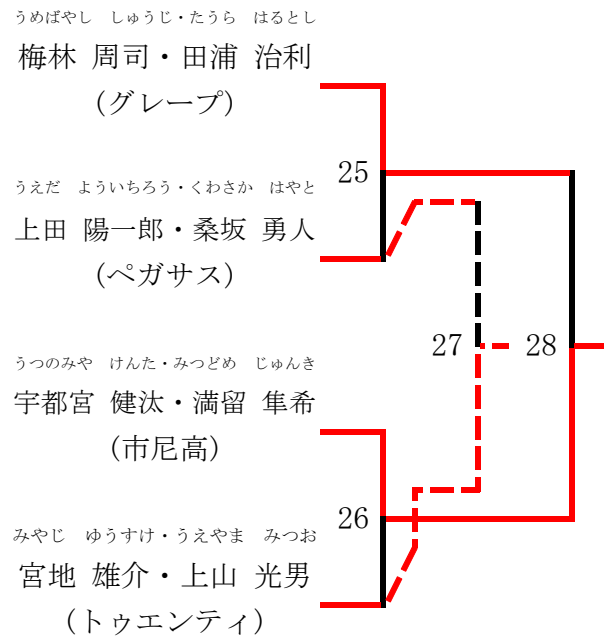 うめばやし　しゅうじ・たうら　はるとし
梅林 周司・田浦 治利
(グレープ)
25
うえだ　よういちろう・くわさか　はやと
上田 陽一郎・桑坂 勇人
(ペガサス)
27
28
うつのみや　けんた・みつどめ　じゅんき
宇都宮 健汰・満留 隼希
(市尼高)
26
みやじ　ゆうすけ・うえやま　みつお
宮地 雄介・上山 光男
(トゥエンティ)